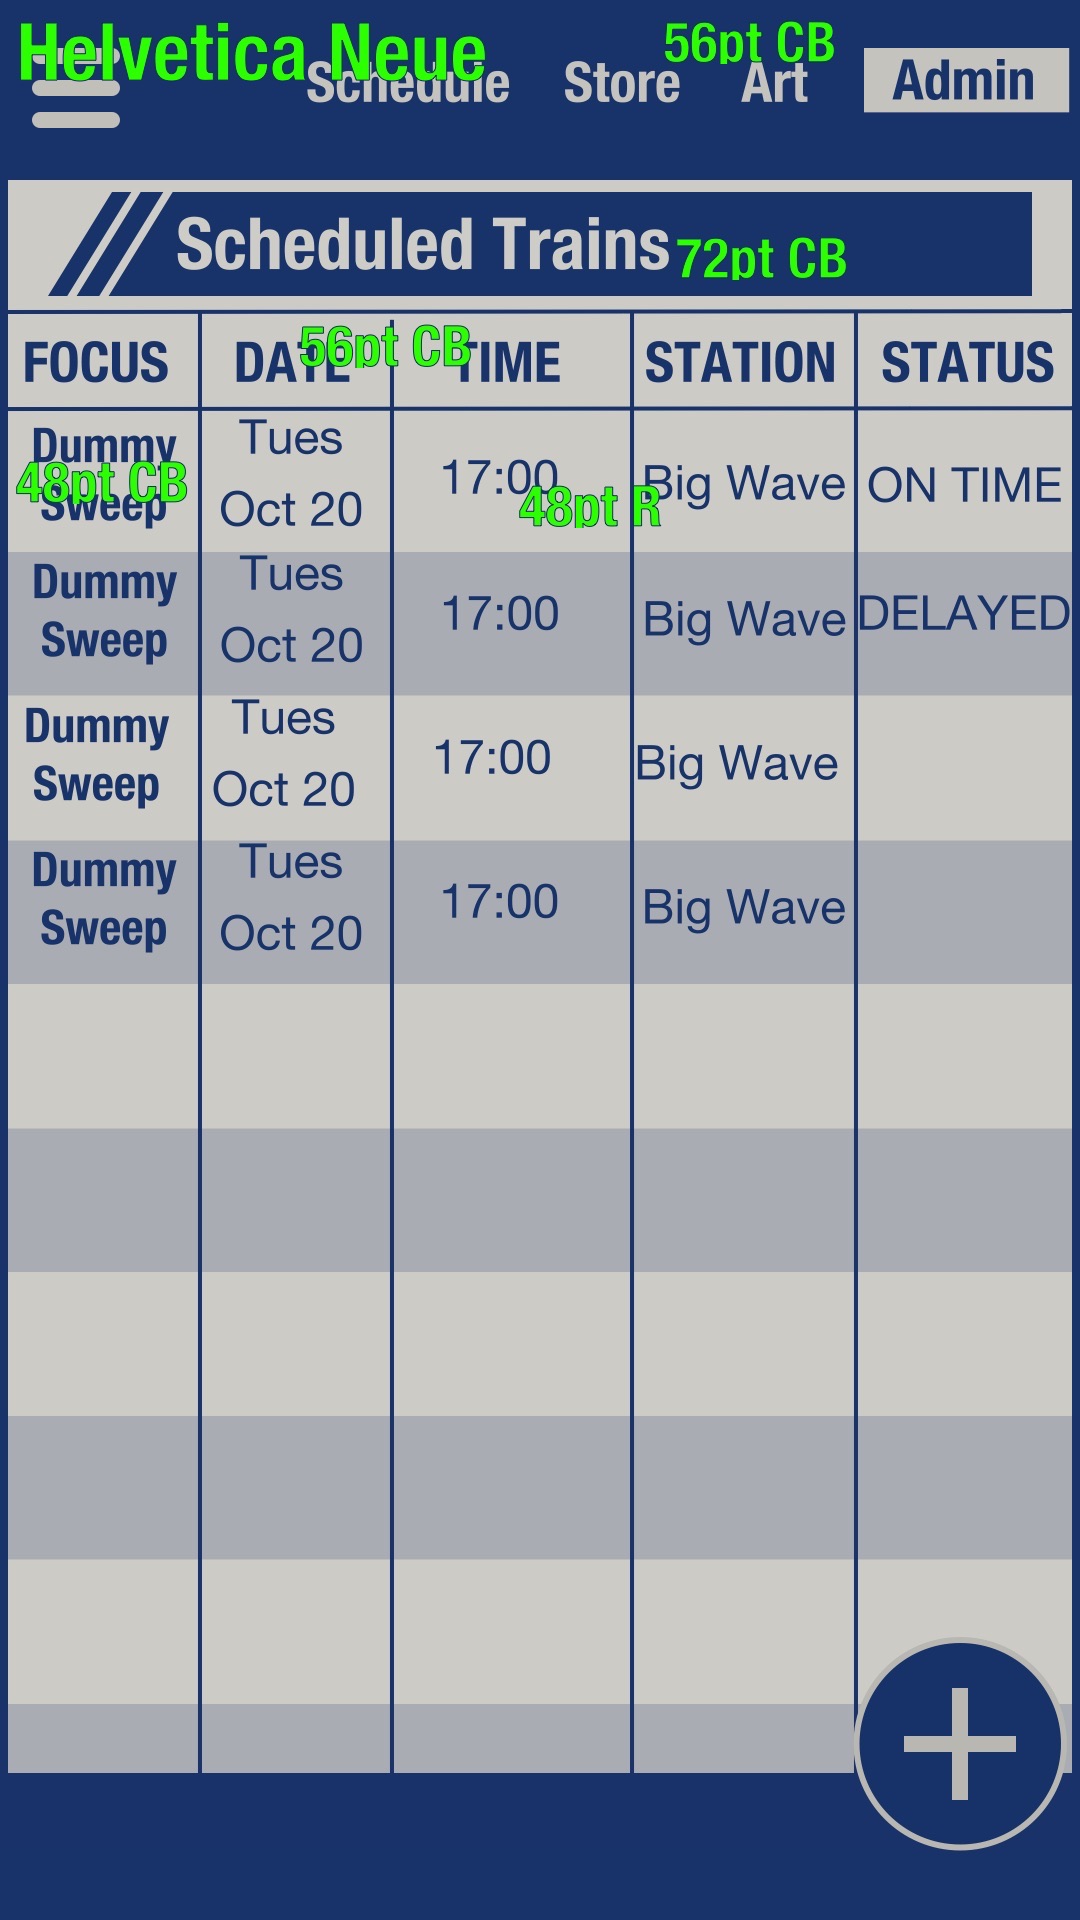 Helvetica Neue
56pt CB
Schedule Store Art Admin
Scheduled Trains 72pt CB
56pt CB
FOCUS DATE TIME STATION STATUS
Dummy
Sweep
48pt CB
Tues
Oct 20
17:00
48pt R
Big Wave
ON TIME
Dummy
Sweep
Tues
Oct 20
17:00
Big Wave
DELAYED
Dummy
Sweep
Tues
Oct 20
17:00
Big Wave
Dummy
Sweep
Tues
Oct 20
17:00
Big Wave